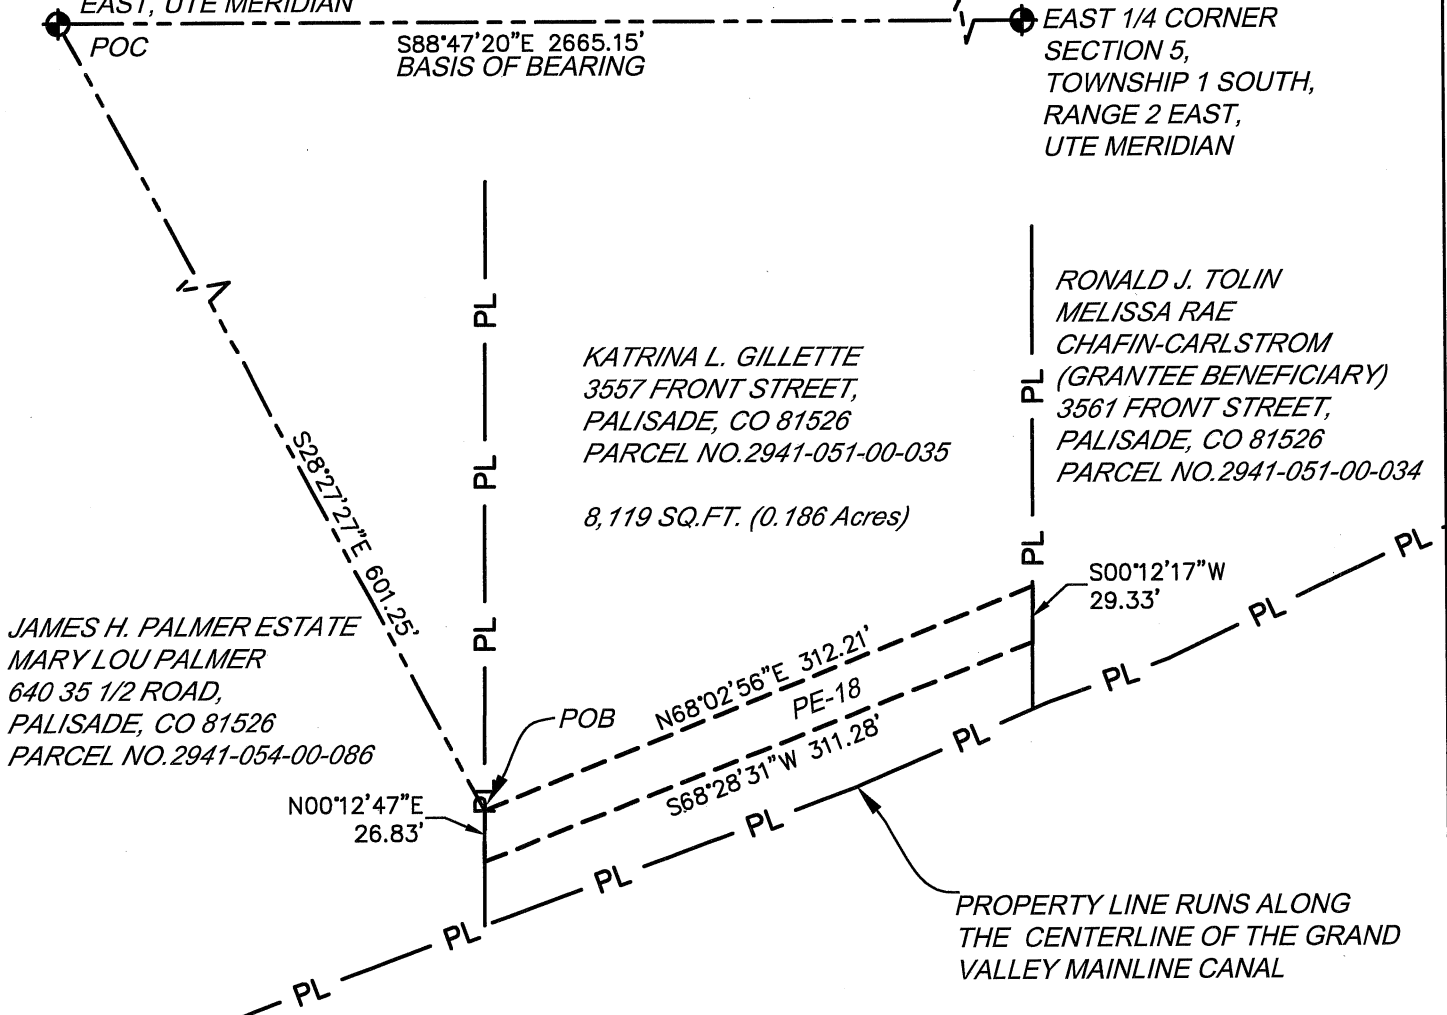 EAST, UTE MERIDIAN
POC
S88°47'20"E 2665.15'
BASIS OF BEARING
EAST 1/4 CORNER
SECTION 5,
TOWNSHIP 1 SOUTH,
RANGE 2 EAST,
UTE MERIDIAN
PL
PL
PL
PL
KATRINA L. GILLETTE
3557 FRONT STREET,
PALISADE, CO 81526
PARCEL NO.2941-051-00-035
8,119 SQ.FT. (0.186 Acres)
RONALD J. TOLIN
MELISSA RAE
CHAFIN-CARLSTROM
(GRANTEE BENEFICIARY)
3561 FRONT STREET,
PALISADE, CO 81526
PARCEL NO.2941-051-00-034
PL
PL
S28°27'27"E 601.25'
JAMES H. PALMER ESTATE
MARY LOU PALMER
640 35 1/2 ROAD,
PALISADE, CO 81526
PARCEL NO.2941-054-00-086
S00°12'17"W
29.33'
POB
N68°02'56"E 312.21'
PE-18
S68°28'31"W 311.28'
N00°12'47"E
26.83'
PL
PL
PL
PL
PL
PL
PL
PL
PROPERTY LINE RUNS ALONG
THE CENTERLINE OF THE GRAND
VALLEY MAINLINE CANAL